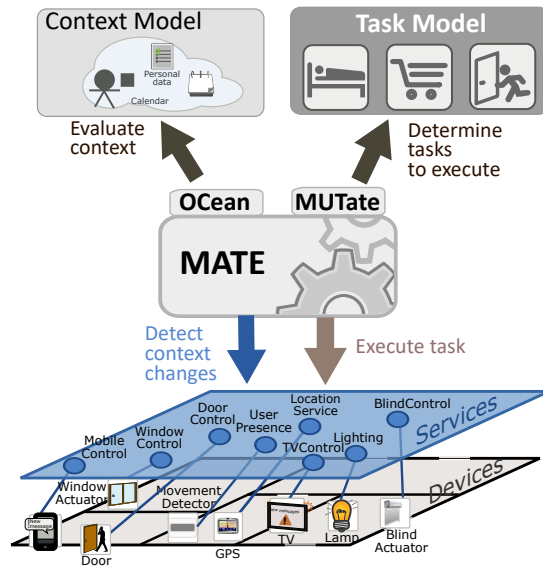 Context Model
Personal
data
Calendar
Task Model
Evaluate
context
Determine
tasks
to execute
OCean
MUTate
MATE
Detect
context
changes
Execute task
Mobile
Control
Window
Control
Door
Control
User
Presence
Location
Service
TVControl
Lighting
BlindControl
Services
Window
Actuator
Movement
Detector
Devices
New
message
Door
GPS
TV
Lamp
Blind
Actuator